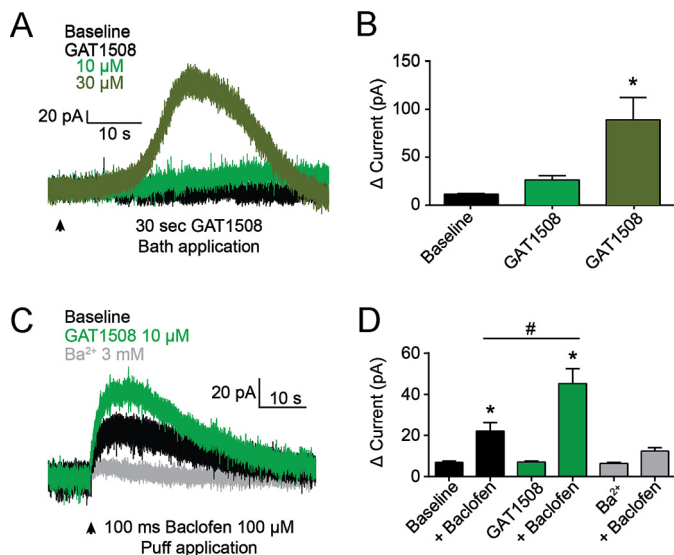 A
Baseline
GAT1508
10 µM
30 µM
20 pA
10 s
30 sec GAT1508
Bath application
B
Δ Current (pA)
150
100
50
0
*
Baseline
GAT1508
GAT1508
C
Baseline
GAT1508 10 µM
Ba²⁺ 3 mM
20 pA
10 s
100 ms Baclofen 100 µM
Puff application
D
Δ Current (pA)
60
40
20
0
#
*
*
Baseline
+ Baclofen
GAT1508
+ Baclofen
Ba²⁺
+ Baclofen